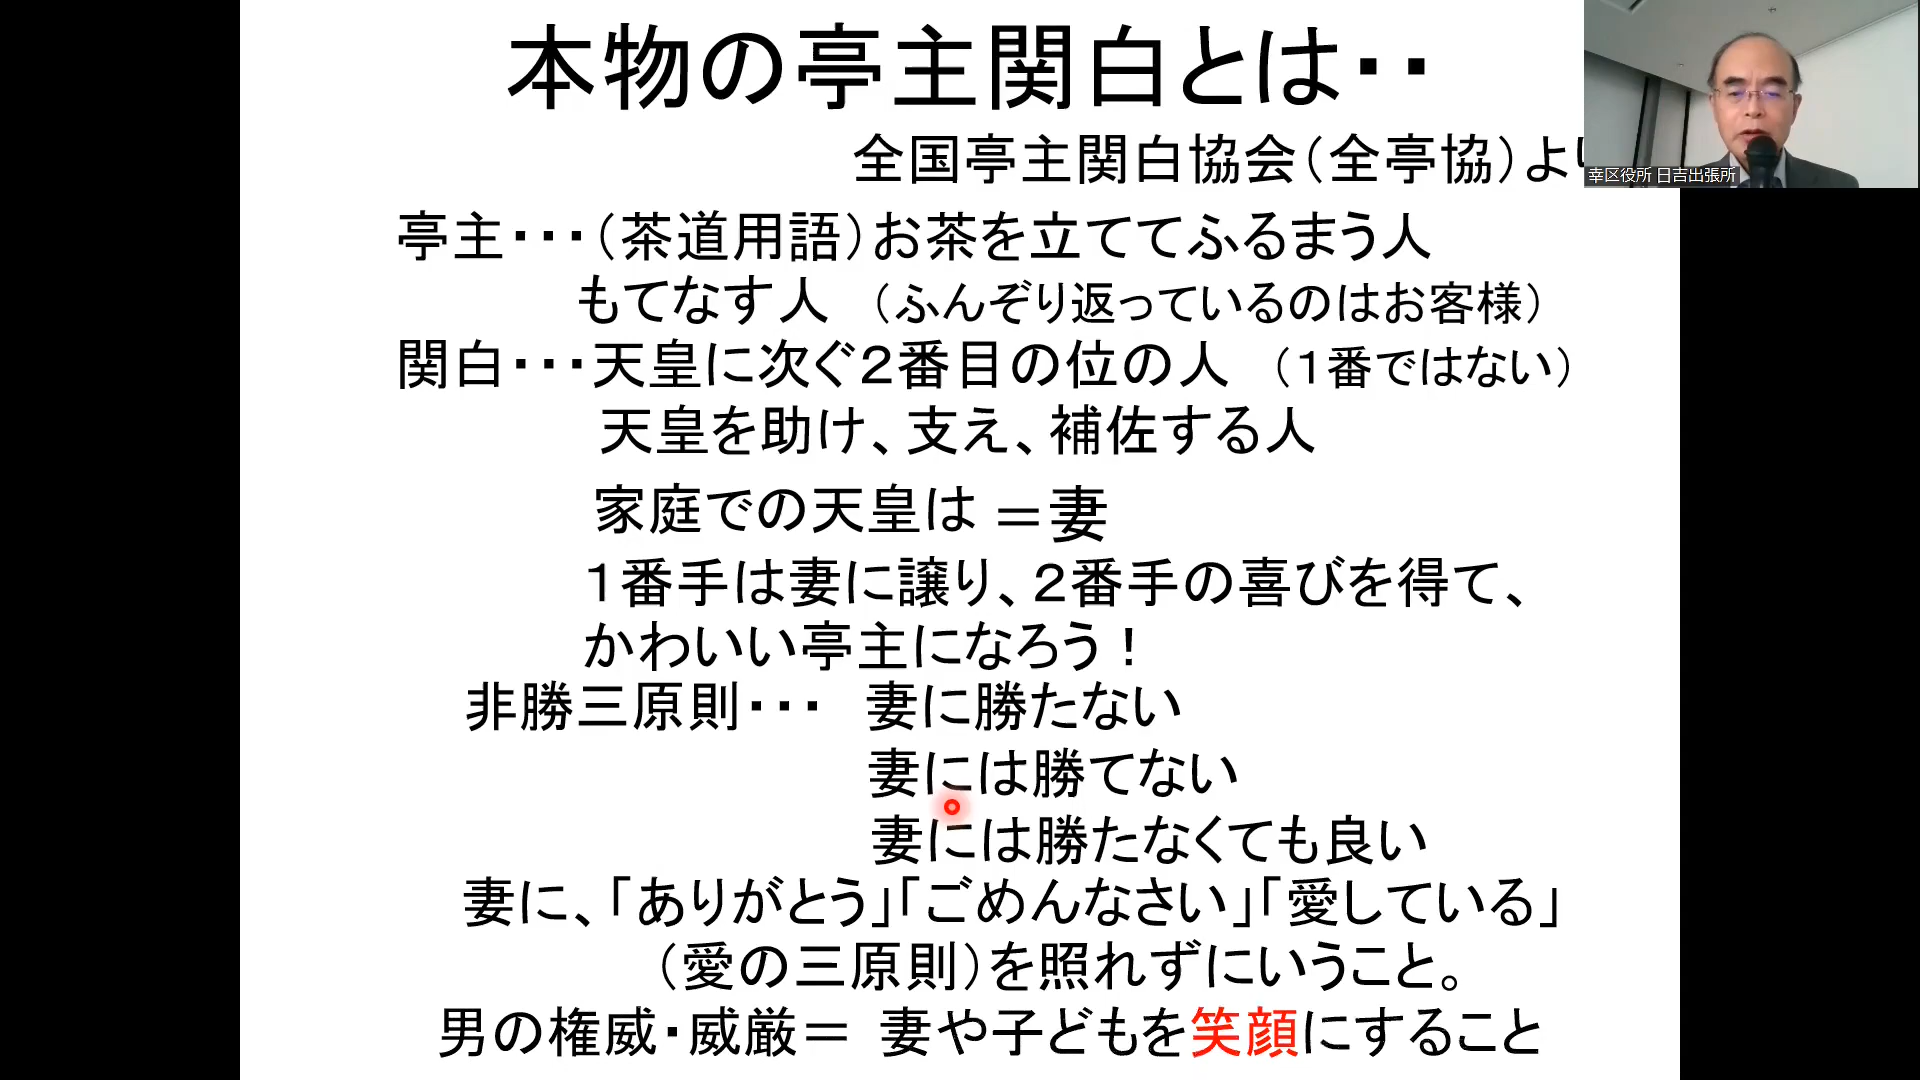 本物の亭主関白とは・・
全国亭主関白協会（全亭協）よ
幸区役所 日吉出張所
亭主・・・（茶道用語）お茶を立ててふるまう人
もてなす人 （ふんぞり返っているのはお客様）
関白・・・天皇に次ぐ２番目の位の人 （１番ではない）
天皇を助け、支え、補佐する人
家庭での天皇は ＝妻
１番手は妻に譲り、２番手の喜びを得て、
かわいい亭主になろう！
非勝三原則・・・ 妻に勝たない
妻には勝てない
妻には勝たなくても良い
妻に、「ありがとう」「ごめんなさい」「愛している」
（愛の三原則）を照れずにいうこと。
男の権威・威厳＝ 妻や子どもを笑顔にすること